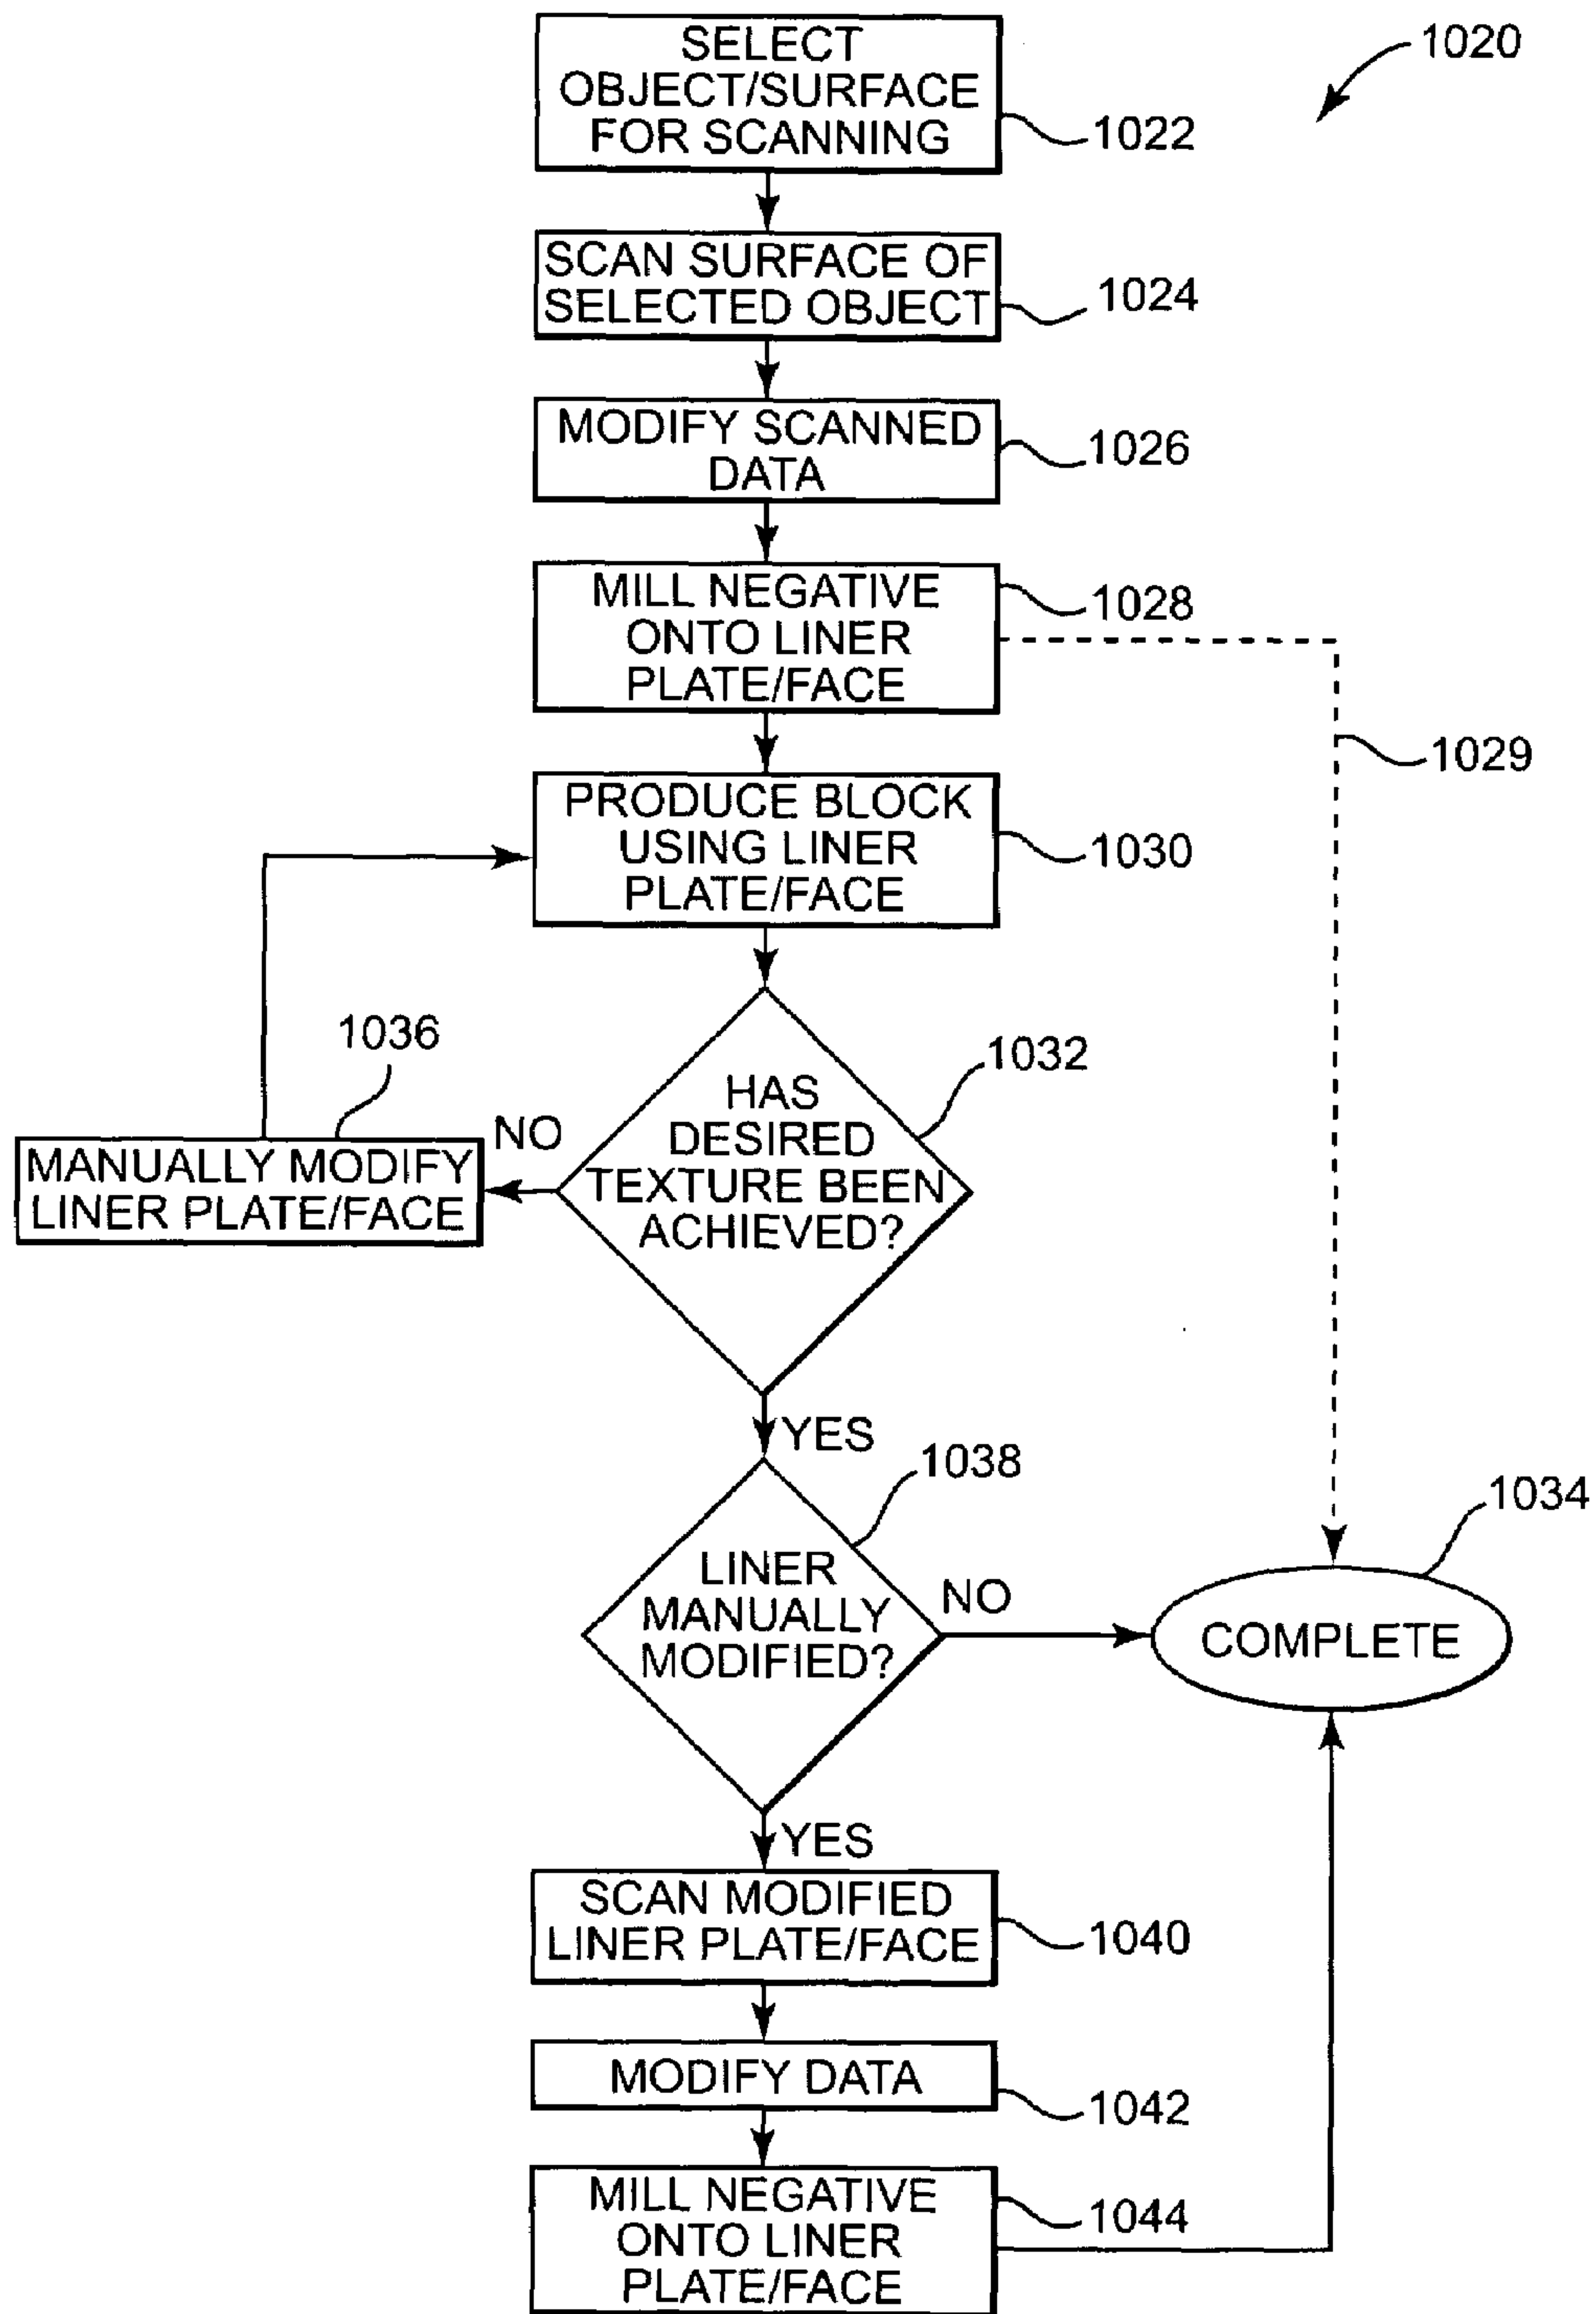 1020
SELECT
OBJECT/SURFACE
FOR SCANNING
1022
SCAN SURFACE OF
SELECTED OBJECT
1024
MODIFY SCANNED
DATA
1026
MILL NEGATIVE
ONTO LINER
PLATE/FACE
1028
1029
PRODUCE BLOCK
USING LINER
PLATE/FACE
1030
HAS
DESIRED
TEXTURE BEEN
ACHIEVED?
1032
NO
1036
MANUALLY MODIFY
LINER PLATE/FACE
YES
LINER
MANUALLY
MODIFIED?
1038
NO
1034
COMPLETE
YES
SCAN MODIFIED
LINER PLATE/FACE
1040
MODIFY DATA
1042
MILL NEGATIVE
ONTO LINER
PLATE/FACE
1044